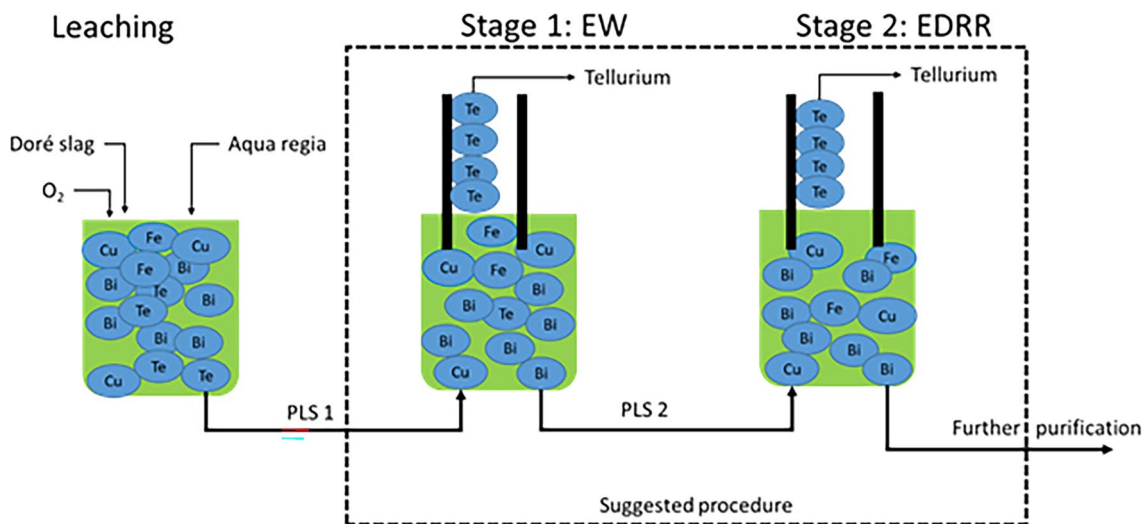 Leaching
Stage 1: EW
Stage 2: EDRR
Tellurium
Tellurium
Te
Te
Te
Te
Te
Te
Te
Te
Doré slag
Aqua regia
O₂
Cu
Fe
Cu
Fe
Bi
Bi
Te
Bi
Bi
Te
Bi
Bi
Cu
Te
Te
Fe
Cu
Cu
Fe
Bi
Bi
Te
Bi
Bi
Bi
Cu
Bi
Cu
Fe
Bi
Bi
Bi
Fe
Cu
Bi
Bi
Cu
Bi
PLS 1
PLS 2
Further purification
Suggested procedure